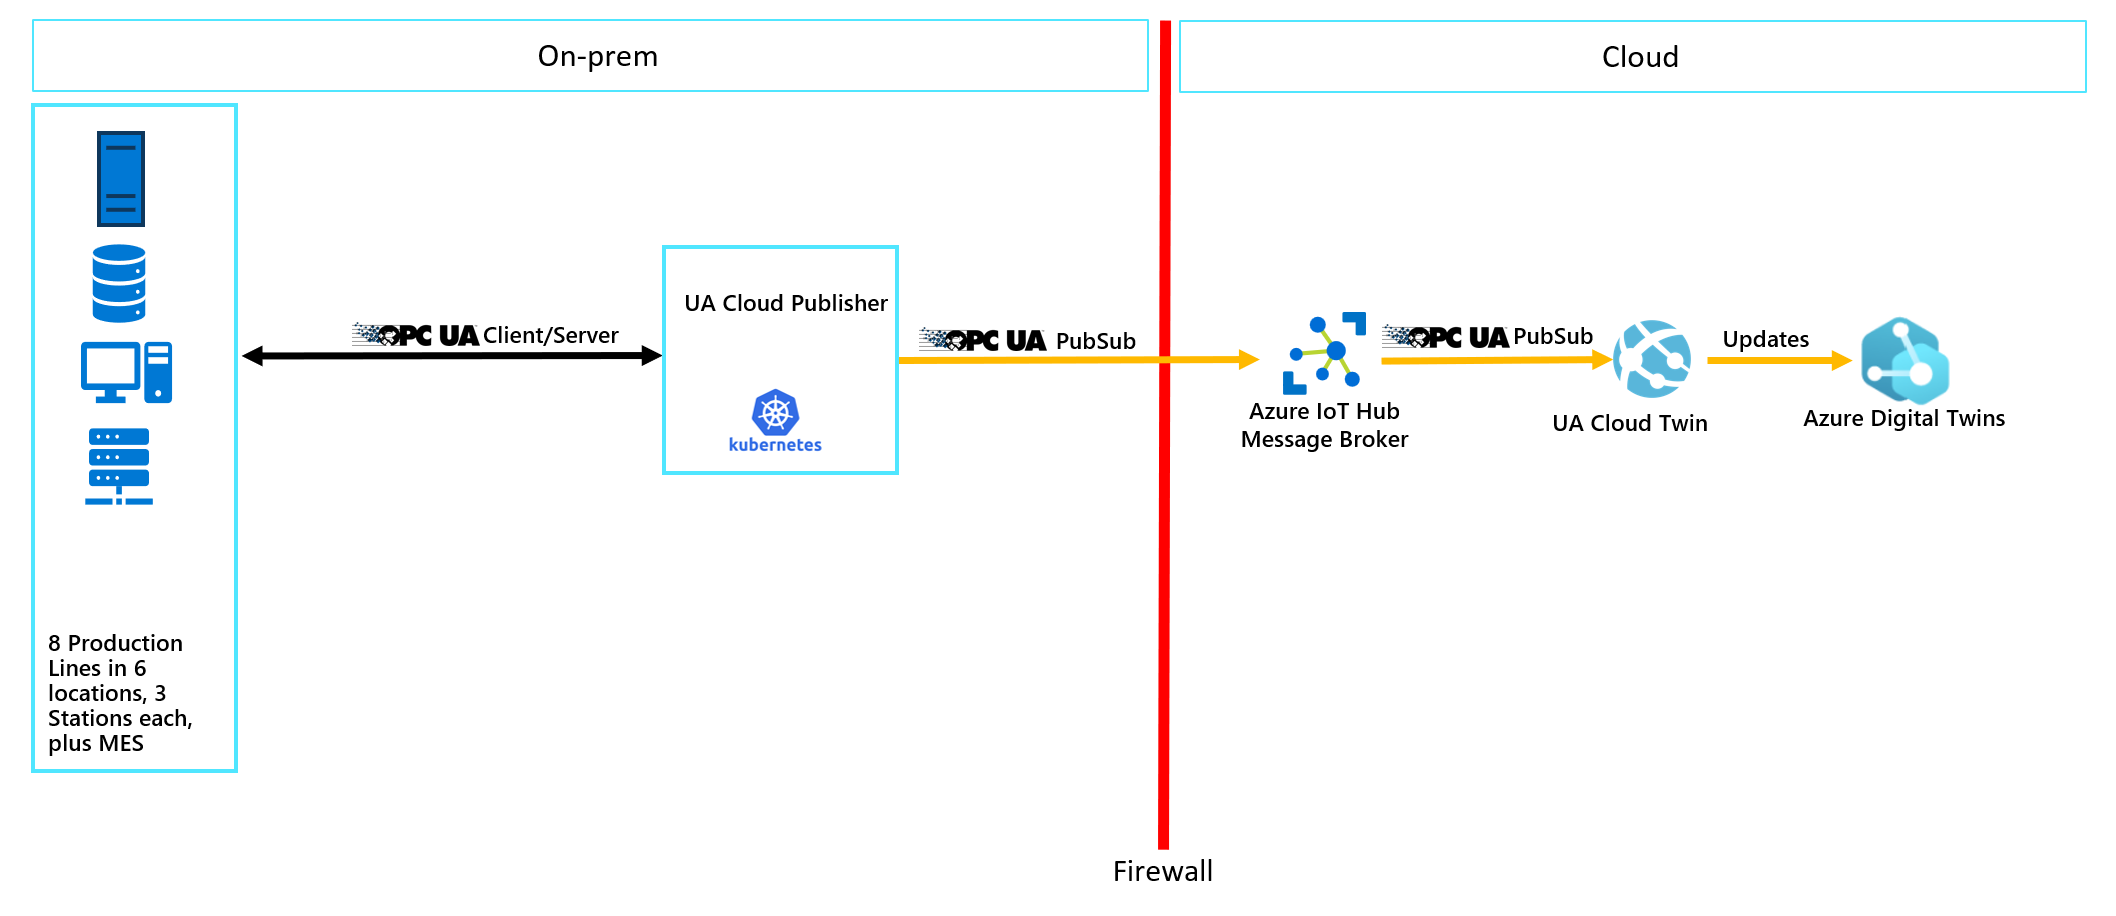 On-prem
Cloud
OPC UA Client/Server
UA Cloud Publisher
kubernetes
OPC UA PubSub
Azure IoT Hub
Message Broker
OPC UA PubSub
UA Cloud Twin
Updates
Azure Digital Twins
8 Production
Lines in 6
locations, 3
Stations each,
plus MES
Firewall